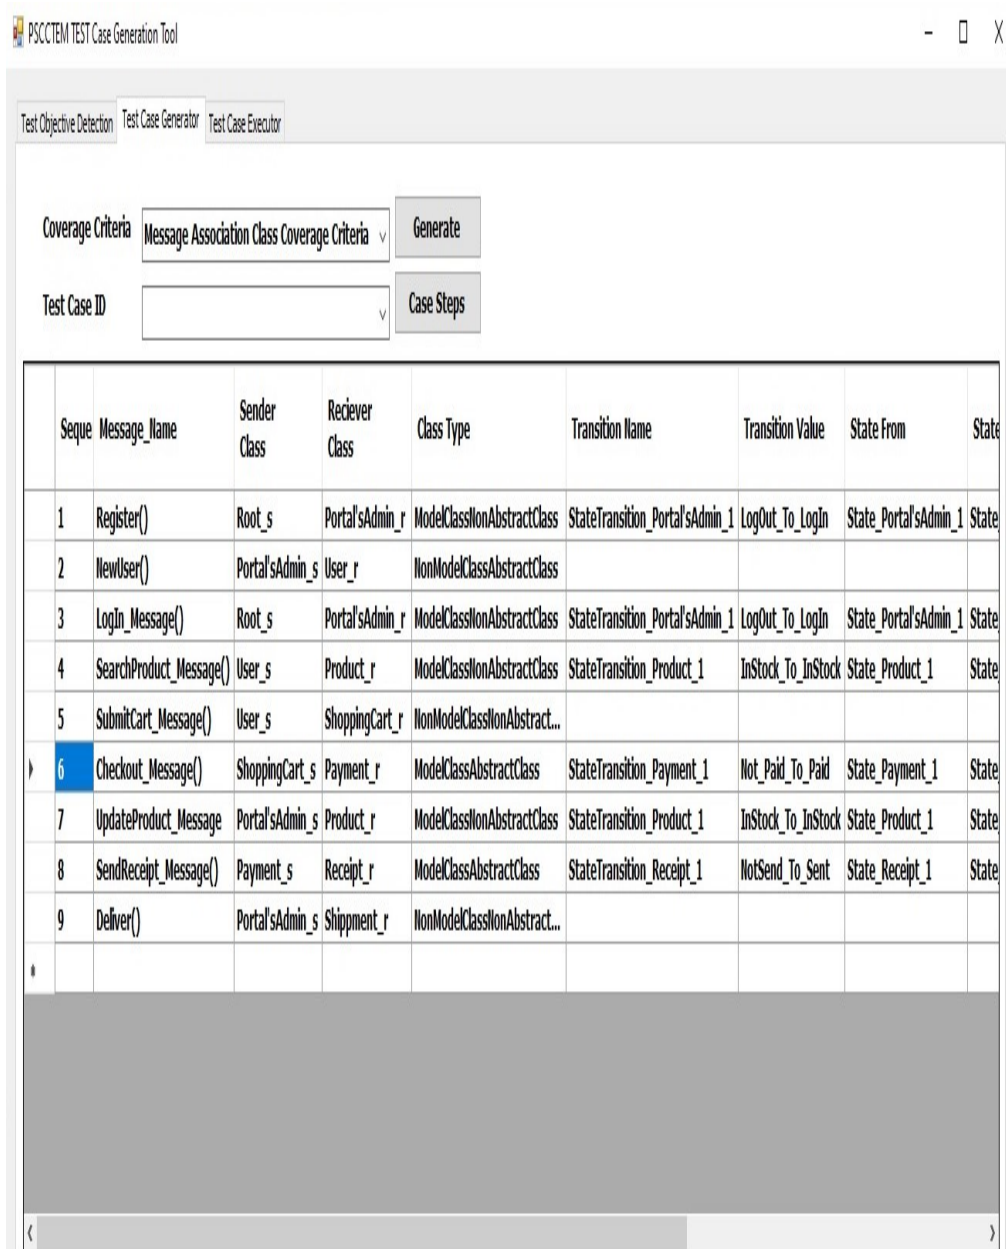 PSCCTEM TEST Case Generation Tool
Test Objective Detection Test Case Generator Test Case Executor
Coverage Criteria Message Association Class Coverage Criteria Generate
Test Case ID Case Steps
Seque Message_Name Sender Class Reciever Class Class Type Transition Name Transition Value State From State
1 Register() Root_s Portal'sAdmin_r ModelClassNonAbstractClass StateTransition_Portal'sAdmin_1 LogOut_To_LogIn State_Portal'sAdmin_1 State_
2 NewUser() Portal'sAdmin_s User_r NonModelClassAbstractClass
3 LogIn_Message() Root_s Portal'sAdmin_r ModelClassNonAbstractClass StateTransition_Portal'sAdmin_1 LogOut_To_LogIn State_Portal'sAdmin_1 State_
4 SearchProduct_Message() User_s Product_r ModelClassNonAbstractClass StateTransition_Product_1 InStock_To_InStock State_Product_1 State_
5 SubmitCart_Message() User_s ShoppingCart_r NonModelClassNonAbstract...
6 Checkout_Message() ShoppingCart_s Payment_r ModelClassAbstractClass StateTransition_Payment_1 Not_Paid_To_Paid State_Payment_1 State_
7 UpdateProduct_Message Portal'sAdmin_s Product_r ModelClassNonAbstractClass StateTransition_Product_1 InStock_To_InStock State_Product_1 State_
8 SendReceipt_Message() Payment_s Receipt_r ModelClassAbstractClass StateTransition_Receipt_1 NotSend_To_Sent State_Receipt_1 State_
9 Deliver() Portal'sAdmin_s Shippment_r NonModelClassNonAbstract...